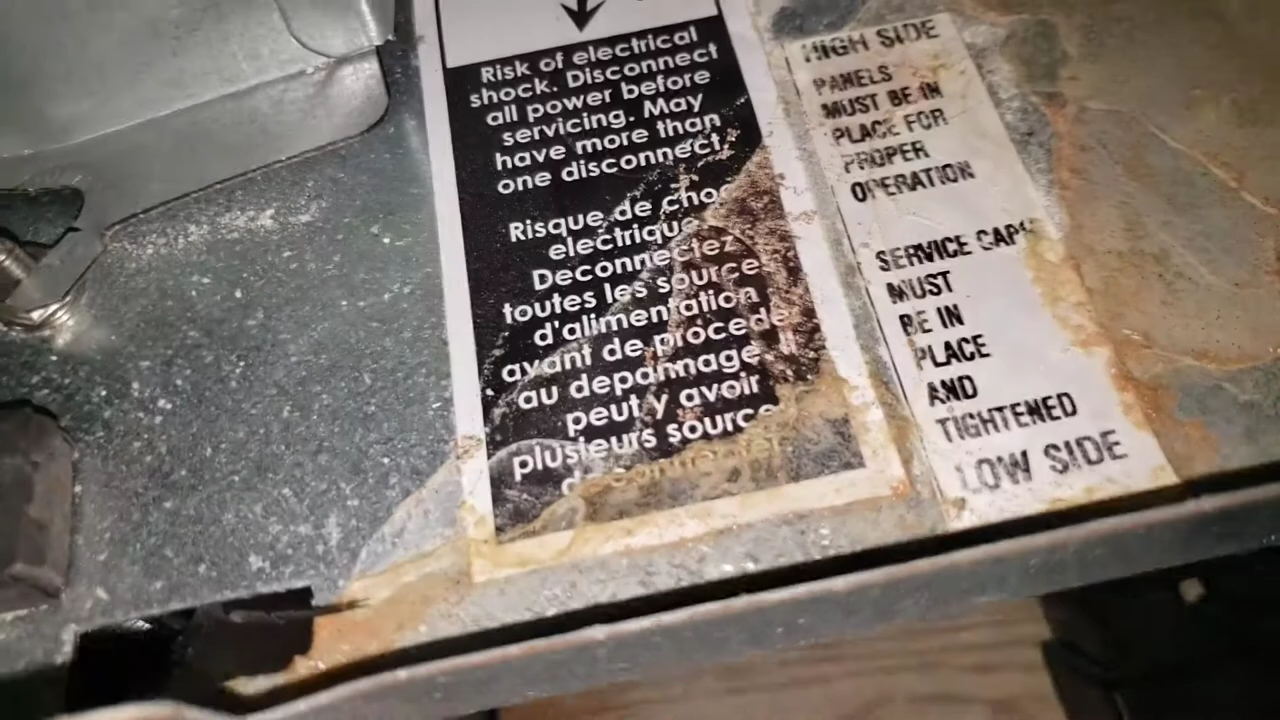 Risk of electrical
shock. Disconnect
all power before
servicing. May
have more than
one disconnect.
Risque de choc
electrique
Deconnectez
toutes les source
d'alimentation
avant de procede
au depannage
peut y avoir
plusieurs source
HIGH SIDE
PANELS
MUST BE IN
PLACE FOR
PROPER
OPERATION
SERVICE CAPS
MUST
BE IN
PLACE
AND
TIGHTENED
LOW SIDE